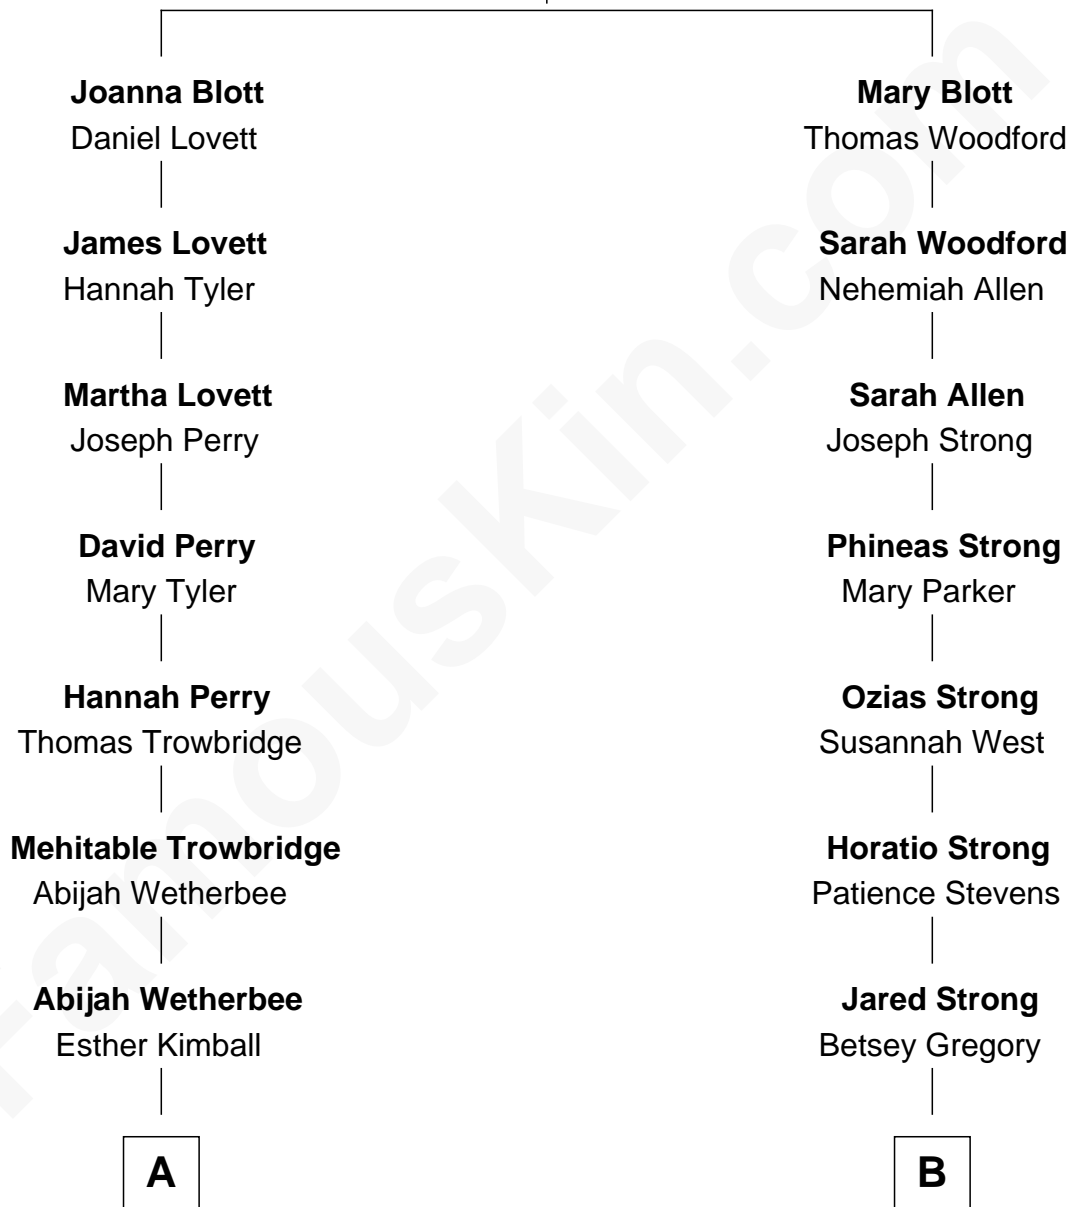 Joanna Blott
Daniel Lovett
James Lovett
Hannah Tyler
Martha Lovett
Joseph Perry
David Perry
Mary Tyler
Hannah Perry
Thomas Trowbridge
Mehitable Trowbridge
Abijah Wetherbee
Abijah Wetherbee
Esther Kimball
A
Mary Blott
Thomas Woodford
Sarah Woodford
Nehemiah Allen
Sarah Allen
Joseph Strong
Phineas Strong
Mary Parker
Ozias Strong
Susannah West
Horatio Strong
Patience Stevens
Jared Strong
Betsey Gregory
B
FamousKin.com